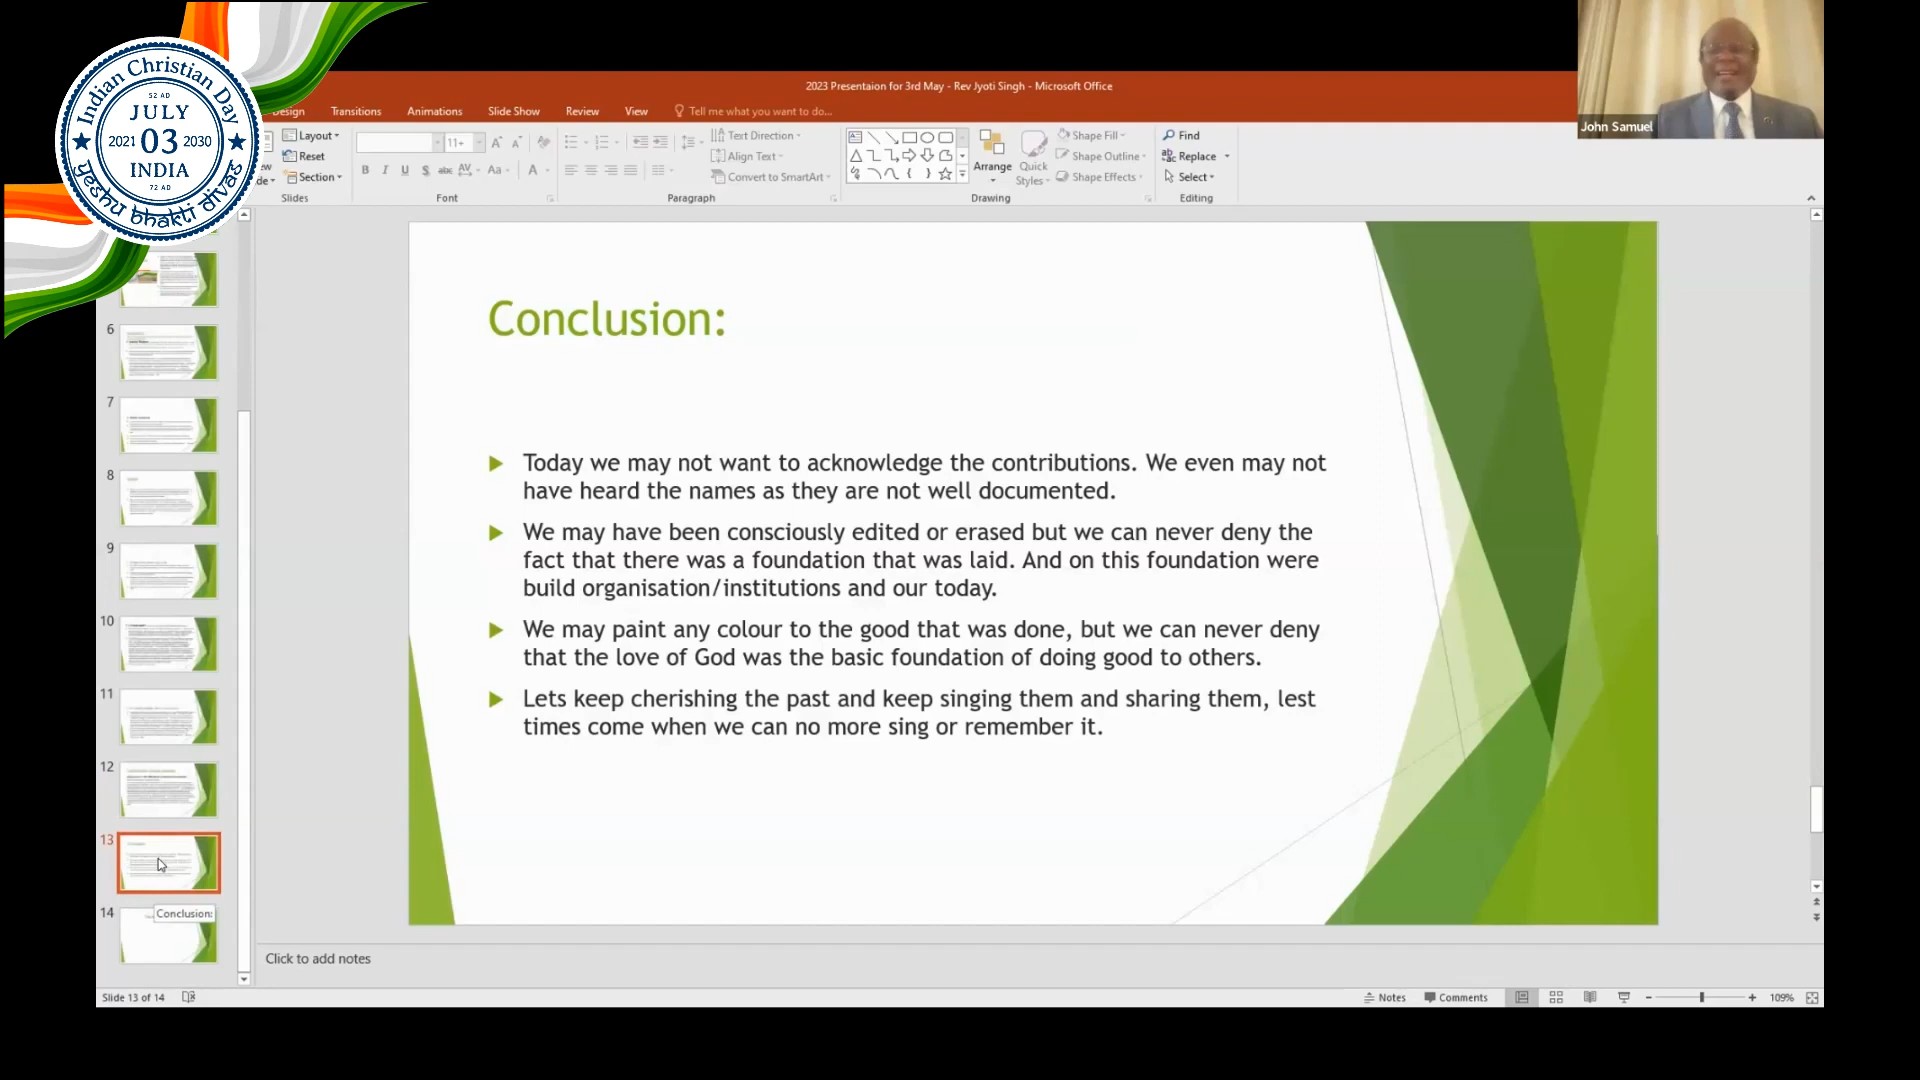 Indian Christian Day
52 AD
JULY
2021 03 2030
INDIA
72 AD
yeshu bhakti divas
2023 Presentaion for 3rd May - Rev Jyoti Singh - Microsoft Office
John Samuel
Design Transitions Animations Slide Show Review View Tell me what you want to do...
Layout
Reset
Section
Slides
11+
B I U S abc AV Aa A
Font
Text Direction
Align Text
Convert to SmartArt
Paragraph
Arrange
Quick
Styles
Shape Fill
Shape Outline
Shape Effects
Drawing
Find
Replace
Select
Editing
6
7
8
9
10
11
12
13
14
Conclusion:
Conclusion:
Today we may not want to acknowledge the contributions. We even may not
have heard the names as they are not well documented.
We may have been consciously edited or erased but we can never deny the
fact that there was a foundation that was laid. And on this foundation were
build organisation/institutions and our today.
We may paint any colour to the good that was done, but we can never deny
that the love of God was the basic foundation of doing good to others.
Lets keep cherishing the past and keep singing them and sharing them, lest
times come when we can no more sing or remember it.
Click to add notes
Slide 13 of 14
Notes
Comments
109%